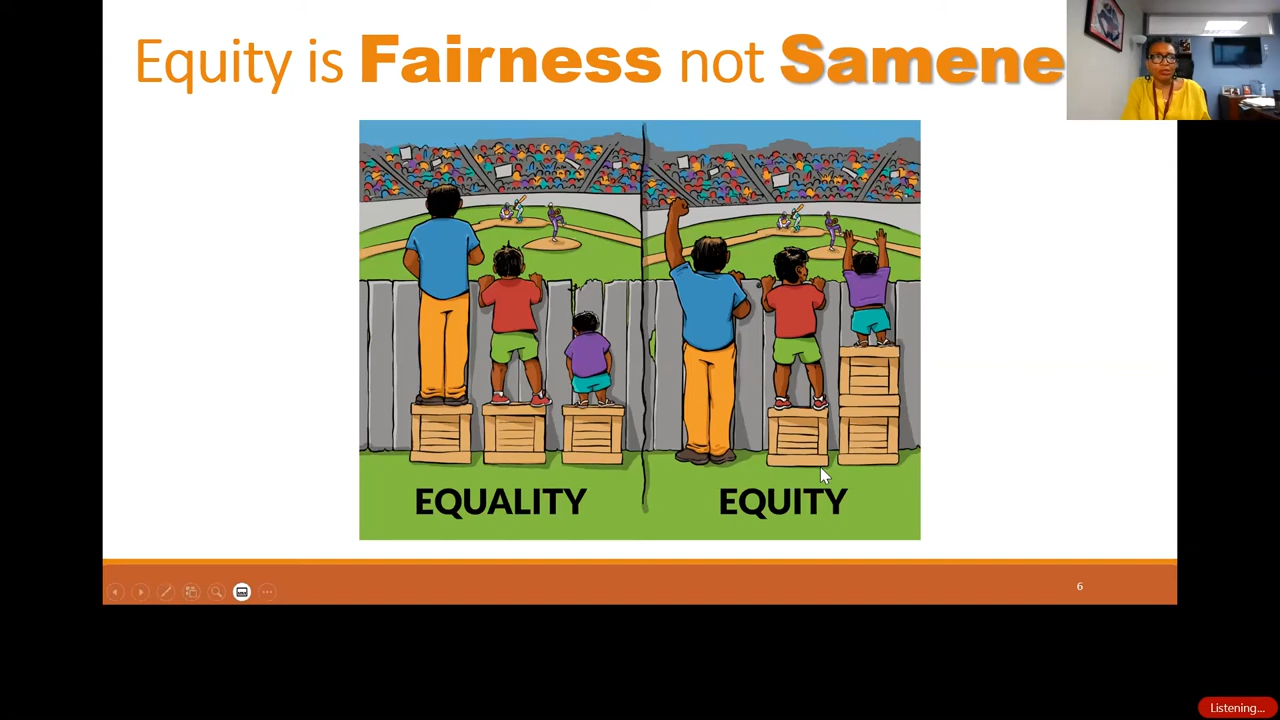 Equity is Fairness not Samene
EQUALITY
EQUITY
6
Listening...